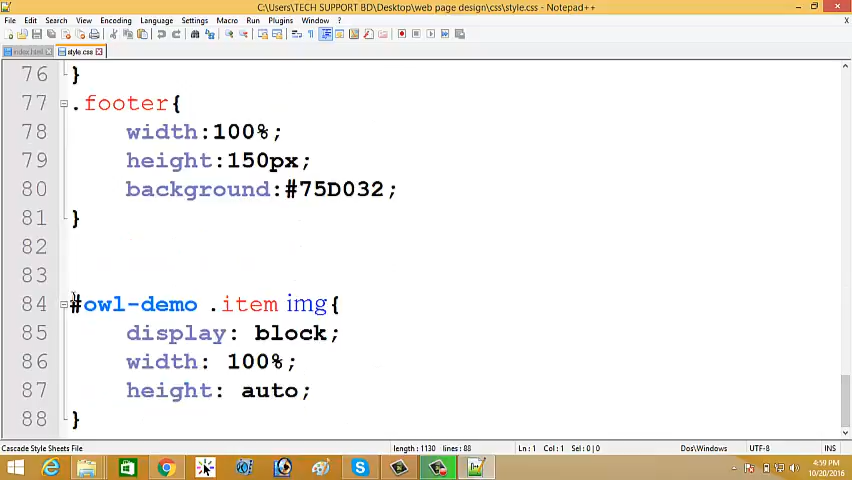 C:\Users\TECH SUPPORT BD\Desktop\web page design\css\style.css - Notepad++
File Edit Search View Encoding Language Settings Macro Run Plugins Window ?
index.html style.css
76 }
77 .footer{
78 width:100%;
79 height:150px;
80 background:#75D032;
81 }
82
83
84 #owl-demo .item img{
85 display: block;
86 width: 100%;
87 height: auto;
88 }
Cascade Style Sheets File length : 1130 lines : 88 Ln : 1 Col : 1 Sel : 0 | 0 Dos\Windows UTF-8 INS
4:59 PM
10/20/2016